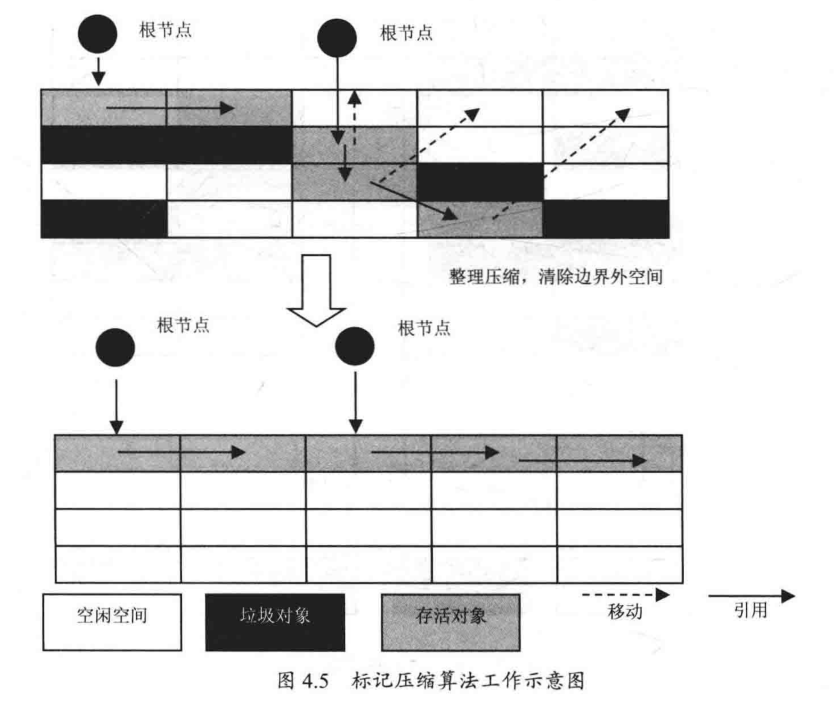 根节点
根节点
整理压缩，清除边界外空间
根节点
根节点
空闲空间
垃圾对象
存活对象
移动
引用
图 4.5 标记压缩算法工作示意图